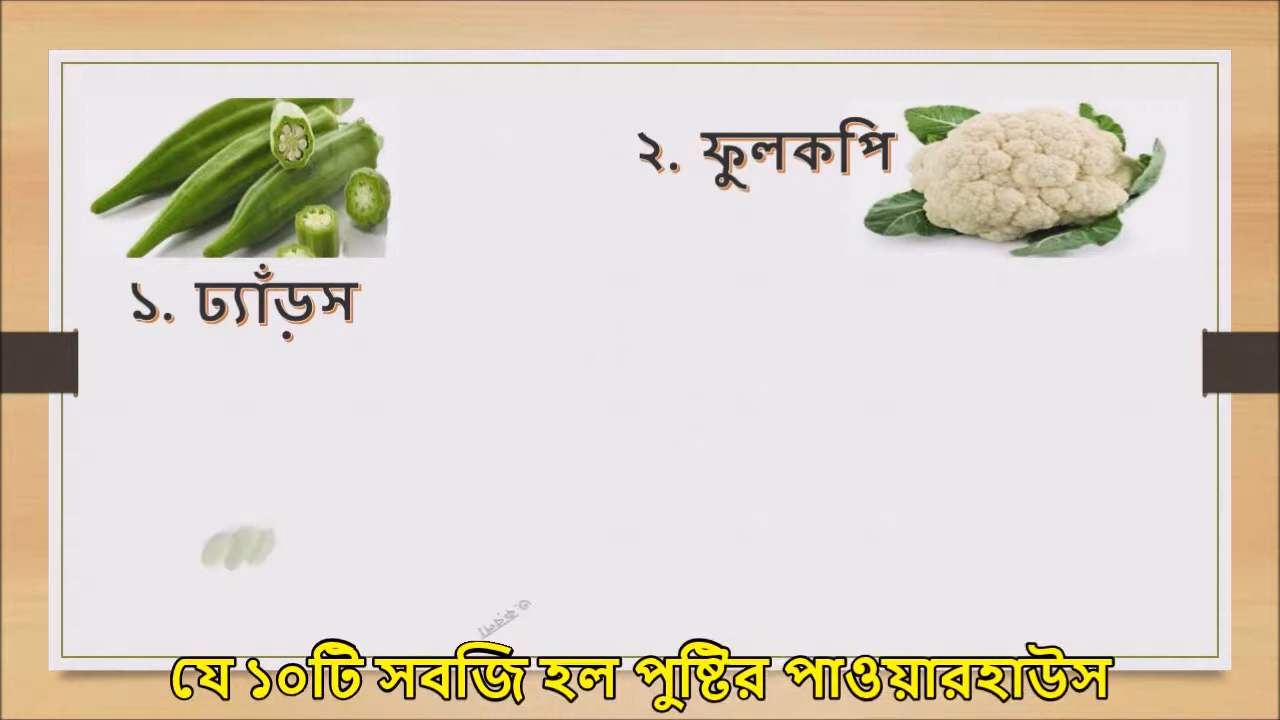 ১. ঢ্যাঁড়স
২. ফুলকপি
যে ১০টি সবজি হল পুষ্টির পাওয়ারহাউস